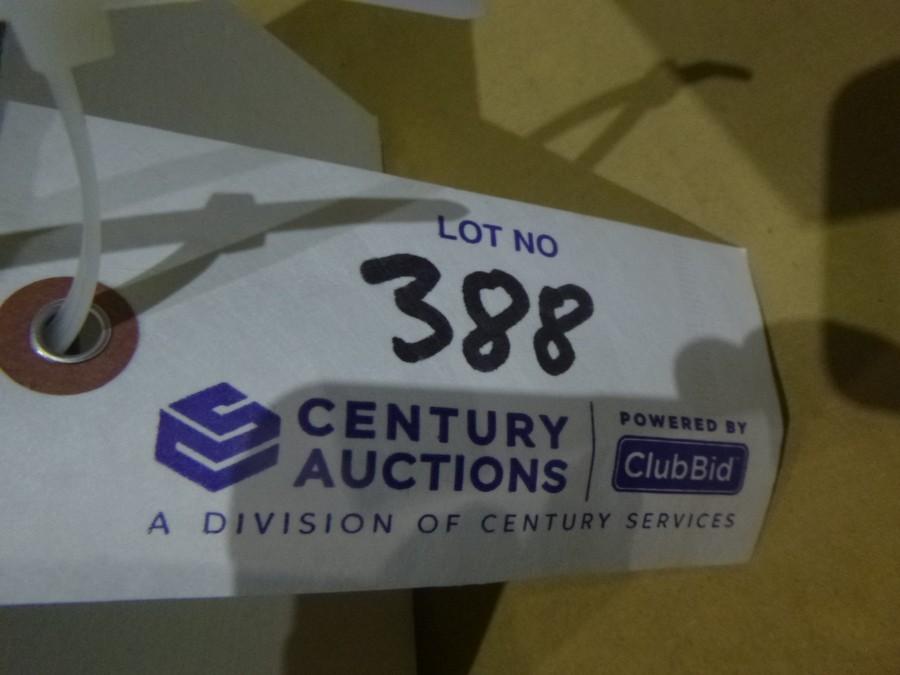 LOT NO
388
CENTURY
AUCTIONS
POWERED BY
ClubBid
A DIVISION OF CENTURY SERVICES